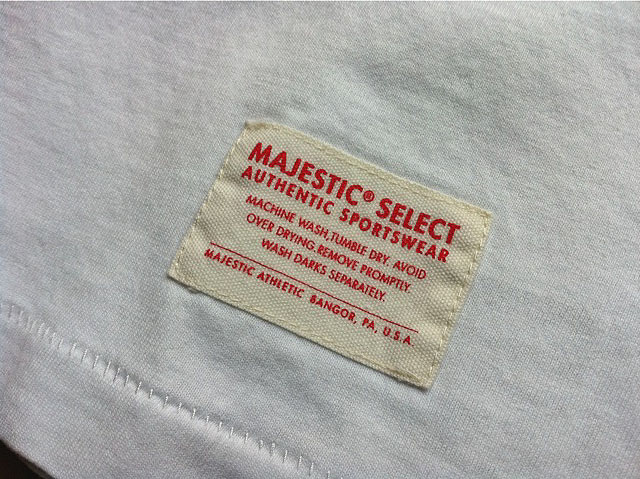 MAJESTIC® SELECT
AUTHENTIC SPORTSWEAR
MACHINE WASH,TUMBLE DRY. AVOID
OVER DRYING.REMOVE PROMPTLY.
WASH DARKS SEPARATELY.
MAJESTIC ATHLETIC BANGOR, PA, U.S.A.